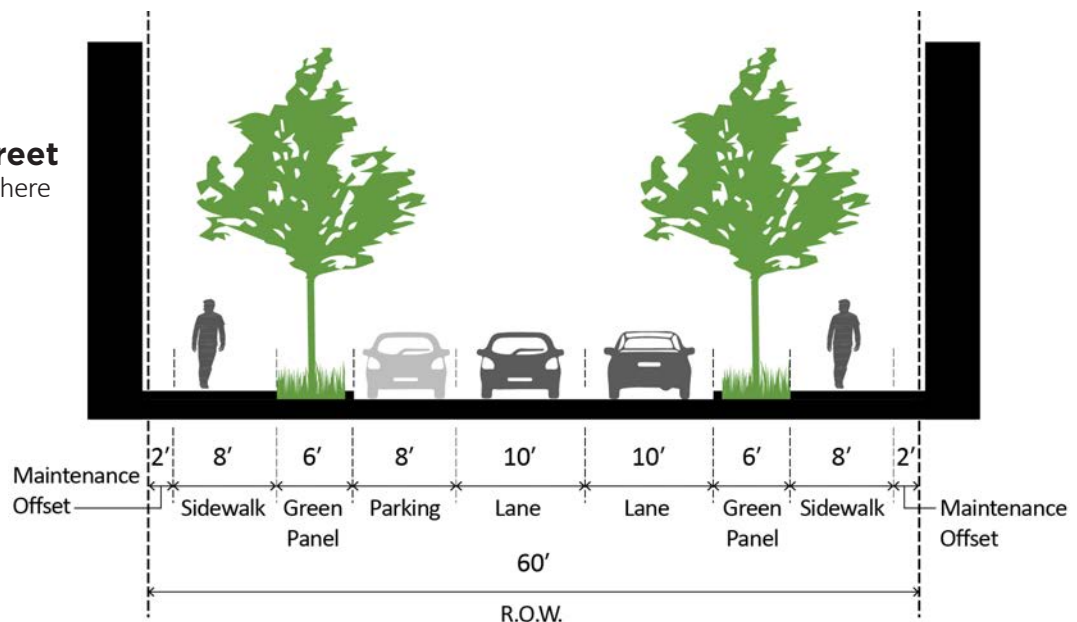 reet
here
2’ 8’ 6’ 8’ 10’ 10’ 6’ 8’ 2’
Maintenance
Offset
Sidewalk
Green
Panel
Parking
Lane
Lane
Green
Panel
Sidewalk
Maintenance
Offset
60’
R.O.W.